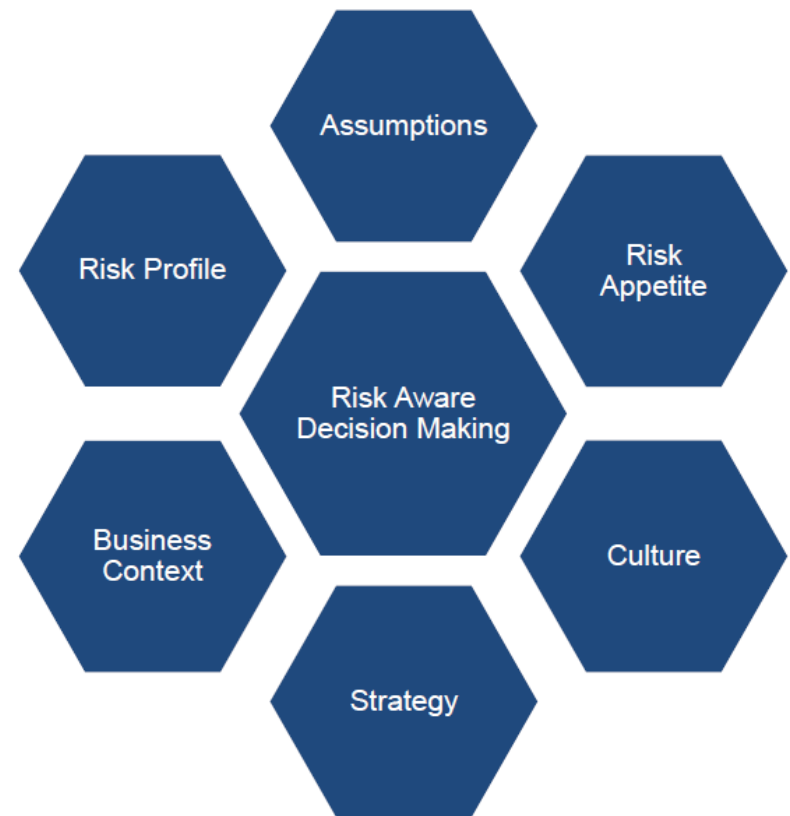 Assumptions
Risk Profile
Risk
Appetite
Risk Aware
Decision Making
Business
Context
Culture
Strategy